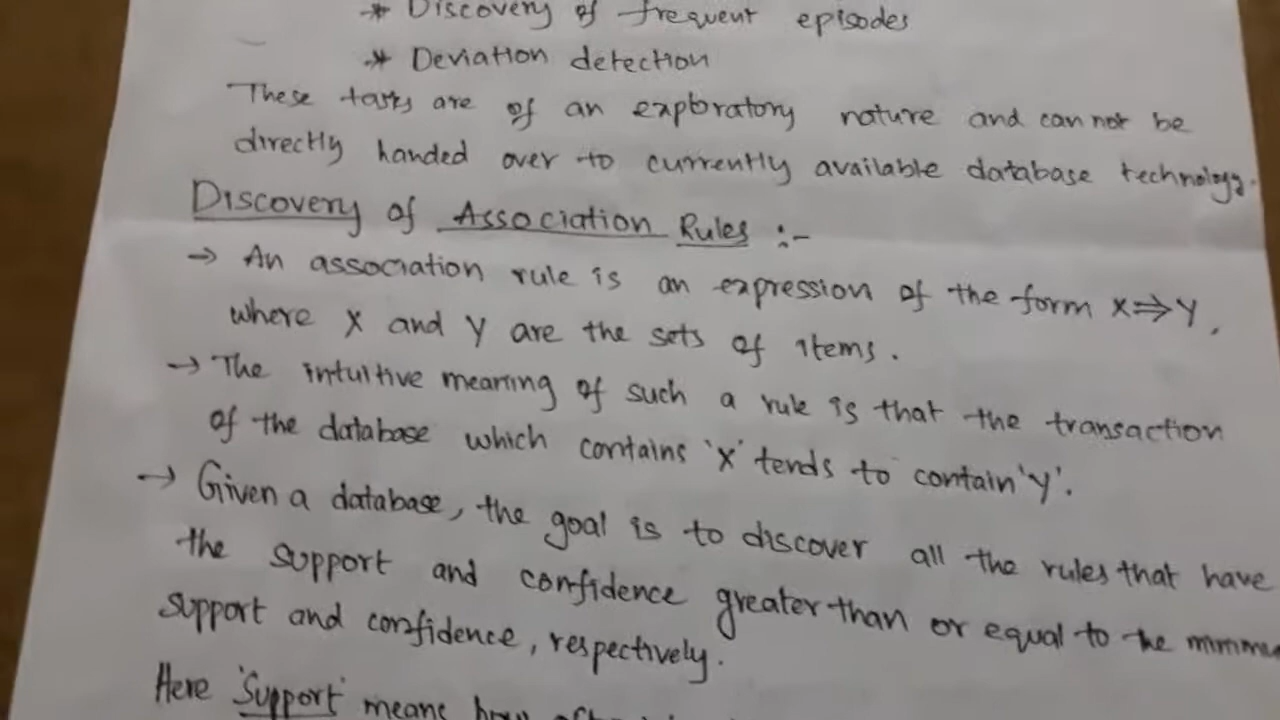 * Discovery of frequent episodes
* Deviation detection
These tasks are of an exploratory nature and can not be
directly handed over to currently available database technology.
Discovery of Association Rules :-
→ An association rule is an expression of the form X⇒Y,
where X and Y are the sets of items.
→ The intuitive meaning of such a rule is that the transaction
of the database which contains 'X' tends to contain 'Y'.
→ Given a database, the goal is to discover all the rules that have
the support and confidence greater than or equal to the
support and confidence, respectively.
Here 'Support' means how